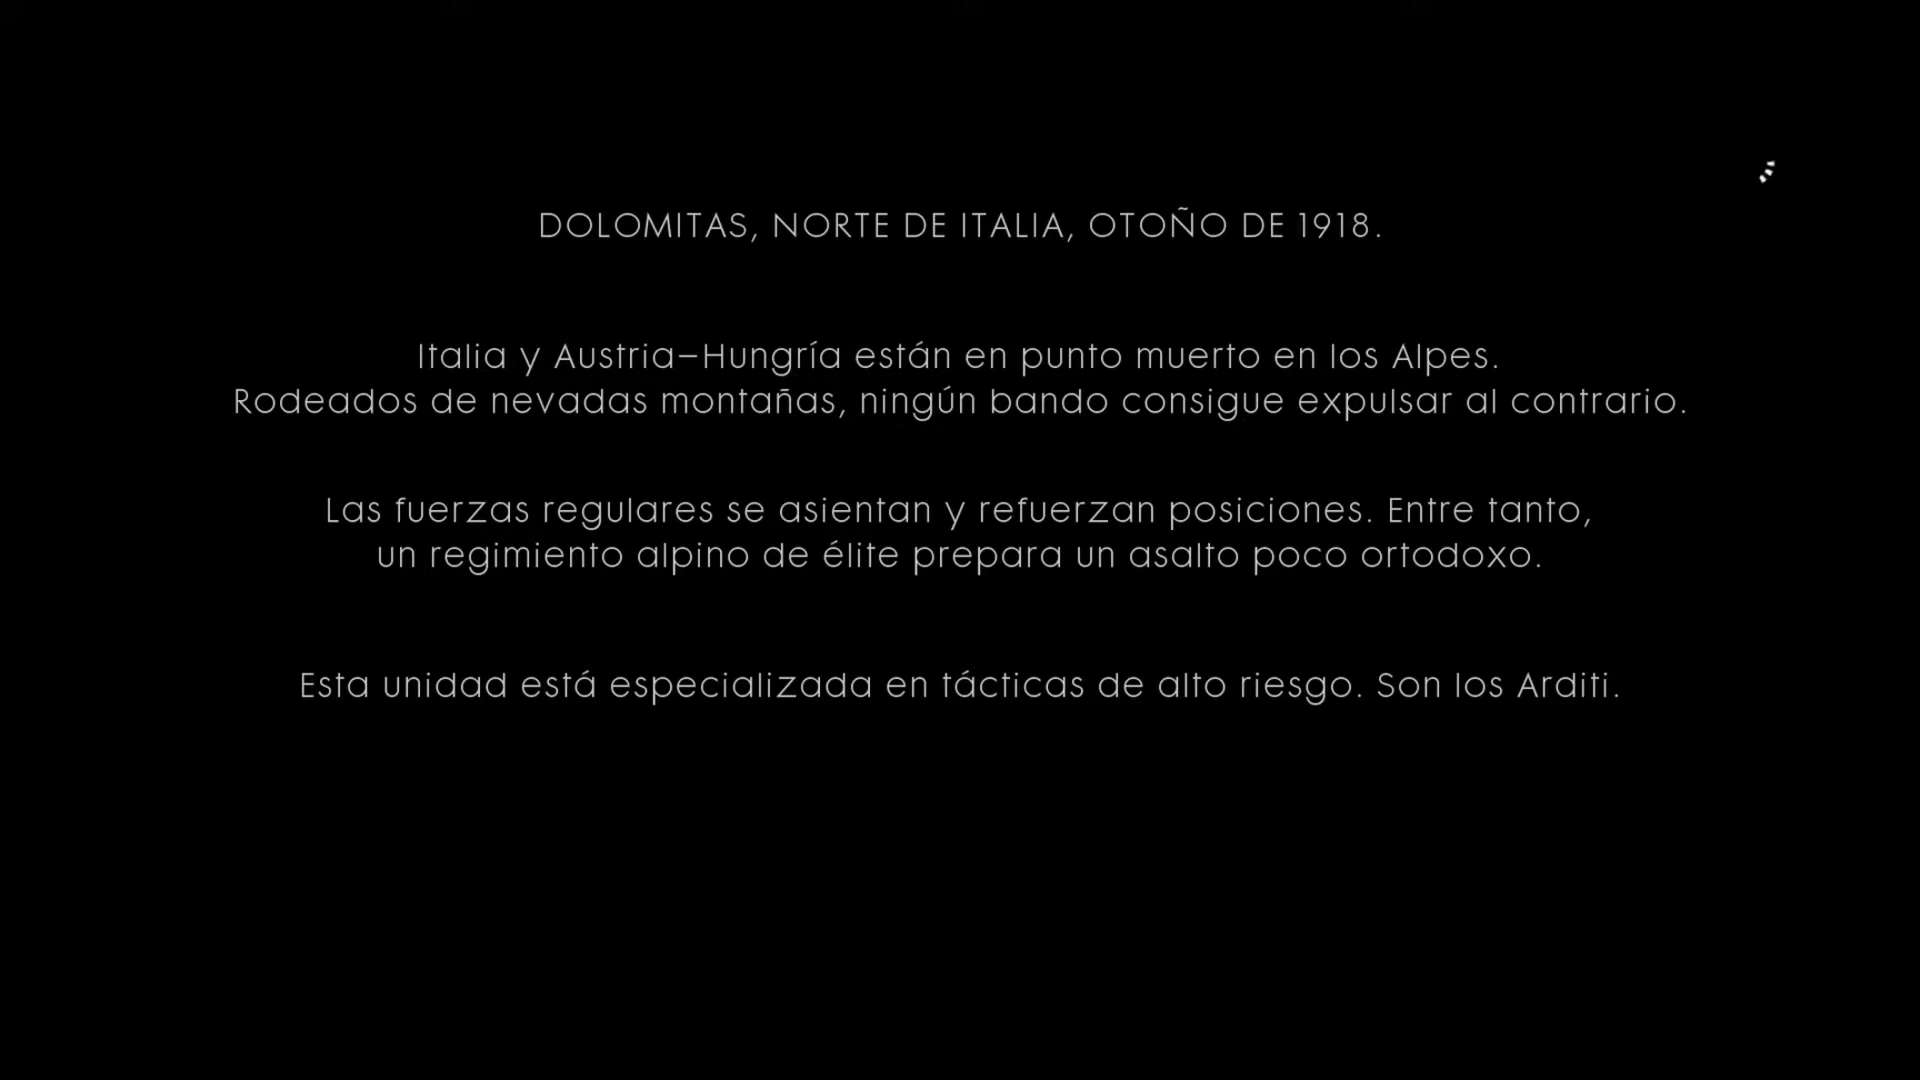 DOLOMITAS, NORTE DE ITALIA, OTOÑO DE 1918.
Italia y Austria-Hungría están en punto muerto en los Alpes.
Rodeados de nevadas montañas, ningún bando consigue expulsar al contrario.
Las fuerzas regulares se asientan y refuerzan posiciones. Entre tanto,
un regimiento alpino de élite prepara un asalto poco ortodoxo.
Esta unidad está especializada en tácticas de alto riesgo. Son los Arditi.